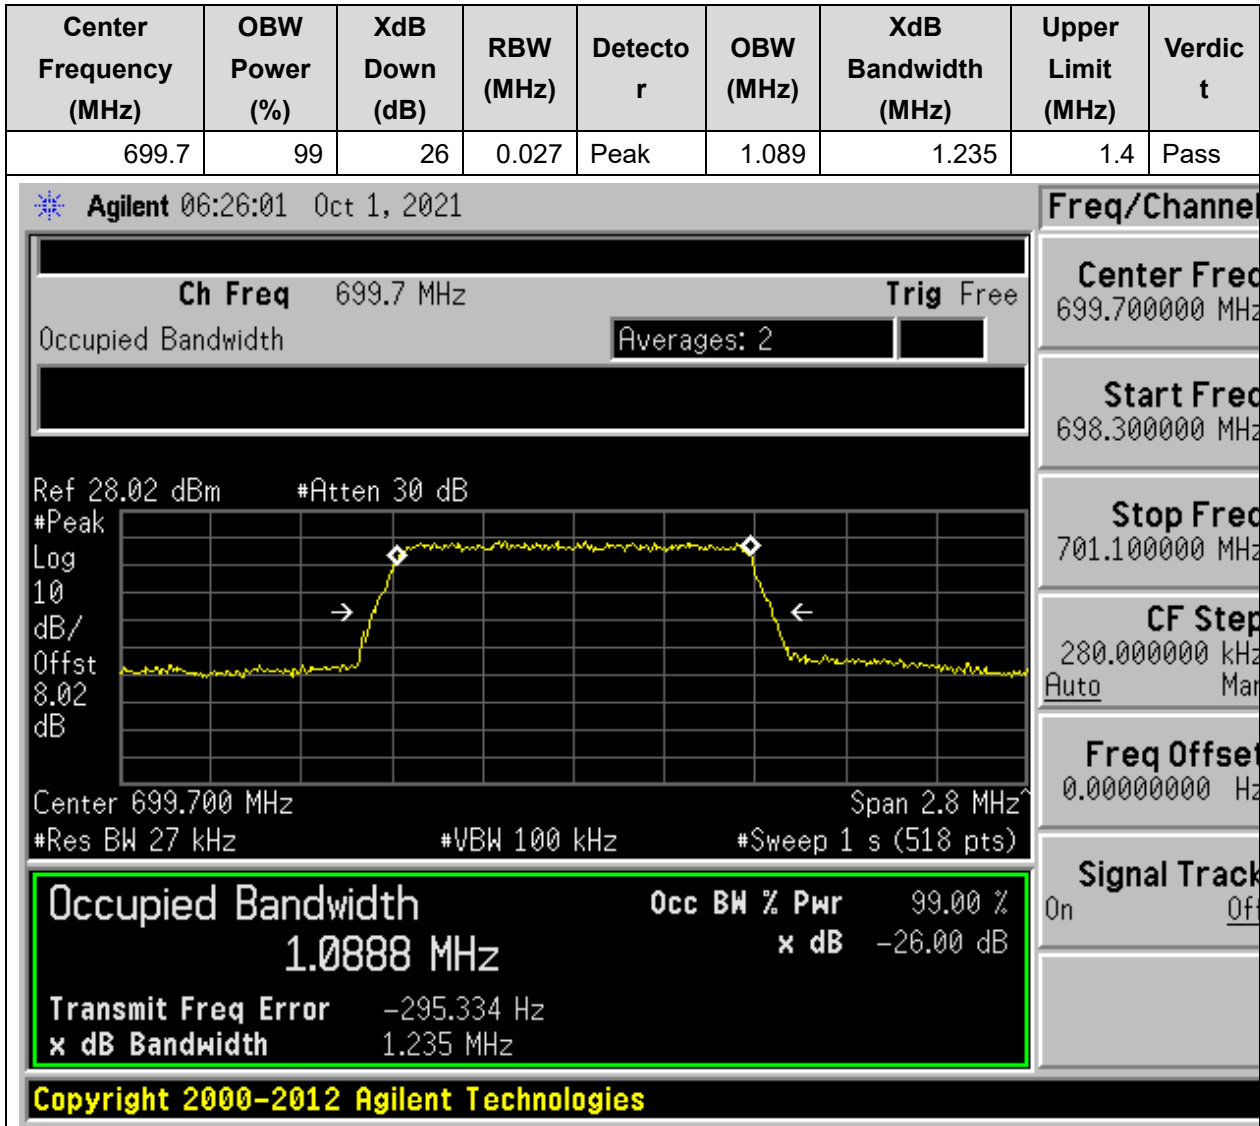 Center Frequency (MHz) OBW Power (%) XdB Down (dB) RBW (MHz) Detecto r OBW (MHz) XdB Bandwidth (MHz) Upper Limit (MHz) Verdic t
699.7 99 26 0.027 Peak 1.089 1.235 1.4 Pass
Agilent 06:26:01 Oct 1, 2021 Freq/Channel
Ch Freq 699.7 MHz Trig Free
Occupied Bandwidth Averages: 2
Center Freq
699.700000 MHz
Start Freq
698.300000 MHz
Stop Freq
701.100000 MHz
CF Step
280.000000 kHz
Auto Man
Freq Offset
0.00000000 Hz
Signal Track
On Off
Ref 28.02 dBm #Atten 30 dB
#Peak
Log
10
dB/
Offst
8.02
dB
Center 699.700 MHz Span 2.8 MHz^
#Res BW 27 kHz #VBW 100 kHz #Sweep 1 s (518 pts)
Occupied Bandwidth Occ BW % Pwr 99.00 %
1.0888 MHz x dB -26.00 dB
Transmit Freq Error -295.334 Hz
x dB Bandwidth 1.235 MHz
Copyright 2000-2012 Agilent Technologies